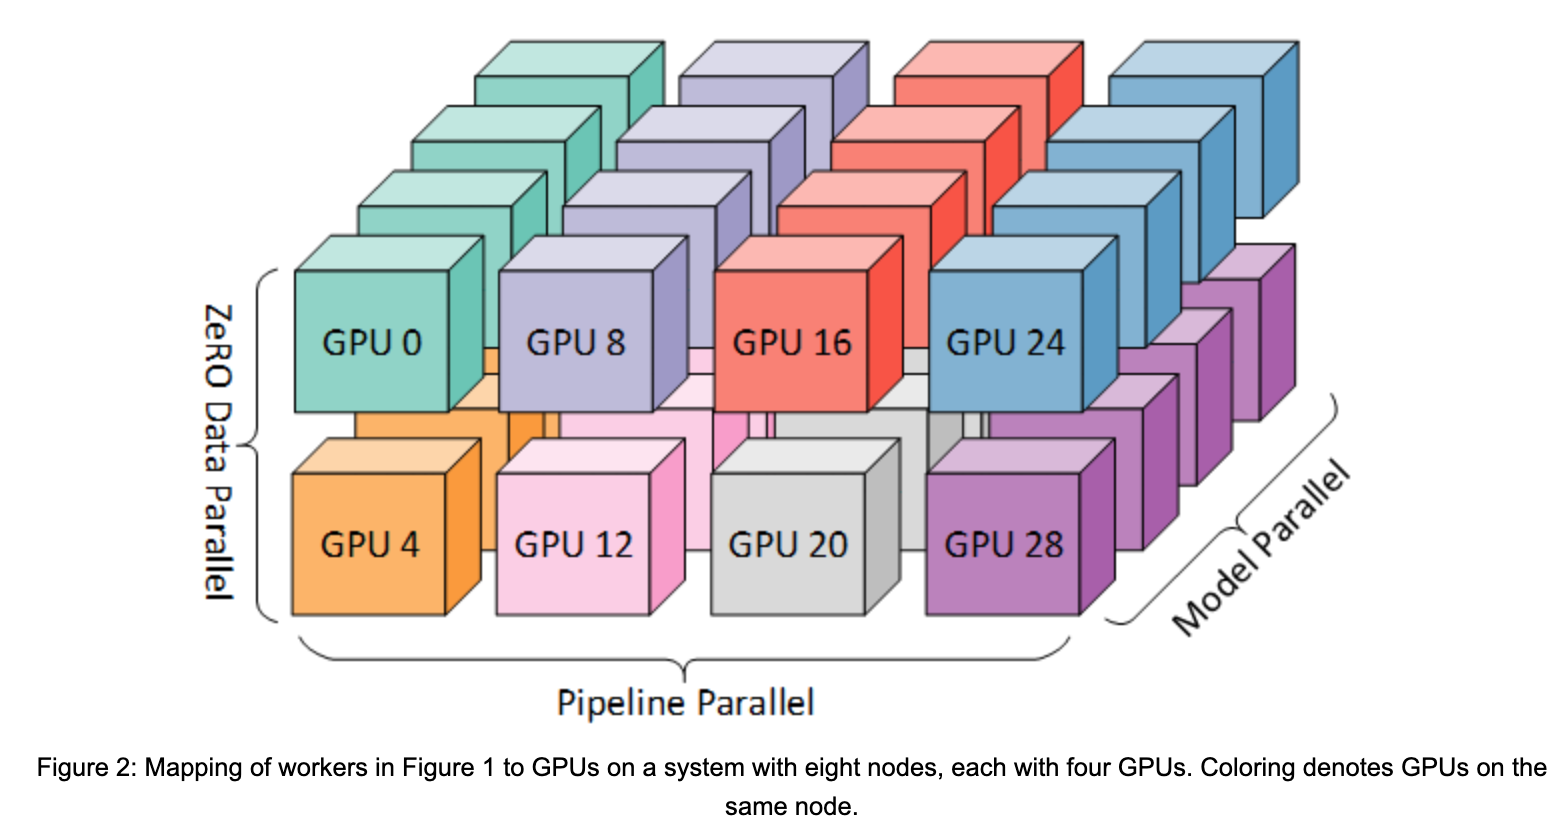 ZeRO Data Parallel
GPU 0
GPU 8
GPU 16
GPU 24
GPU 4
GPU 12
GPU 20
GPU 28
Model Parallel
Pipeline Parallel
Figure 2: Mapping of workers in Figure 1 to GPUs on a system with eight nodes, each with four GPUs. Coloring denotes GPUs on the
same node.